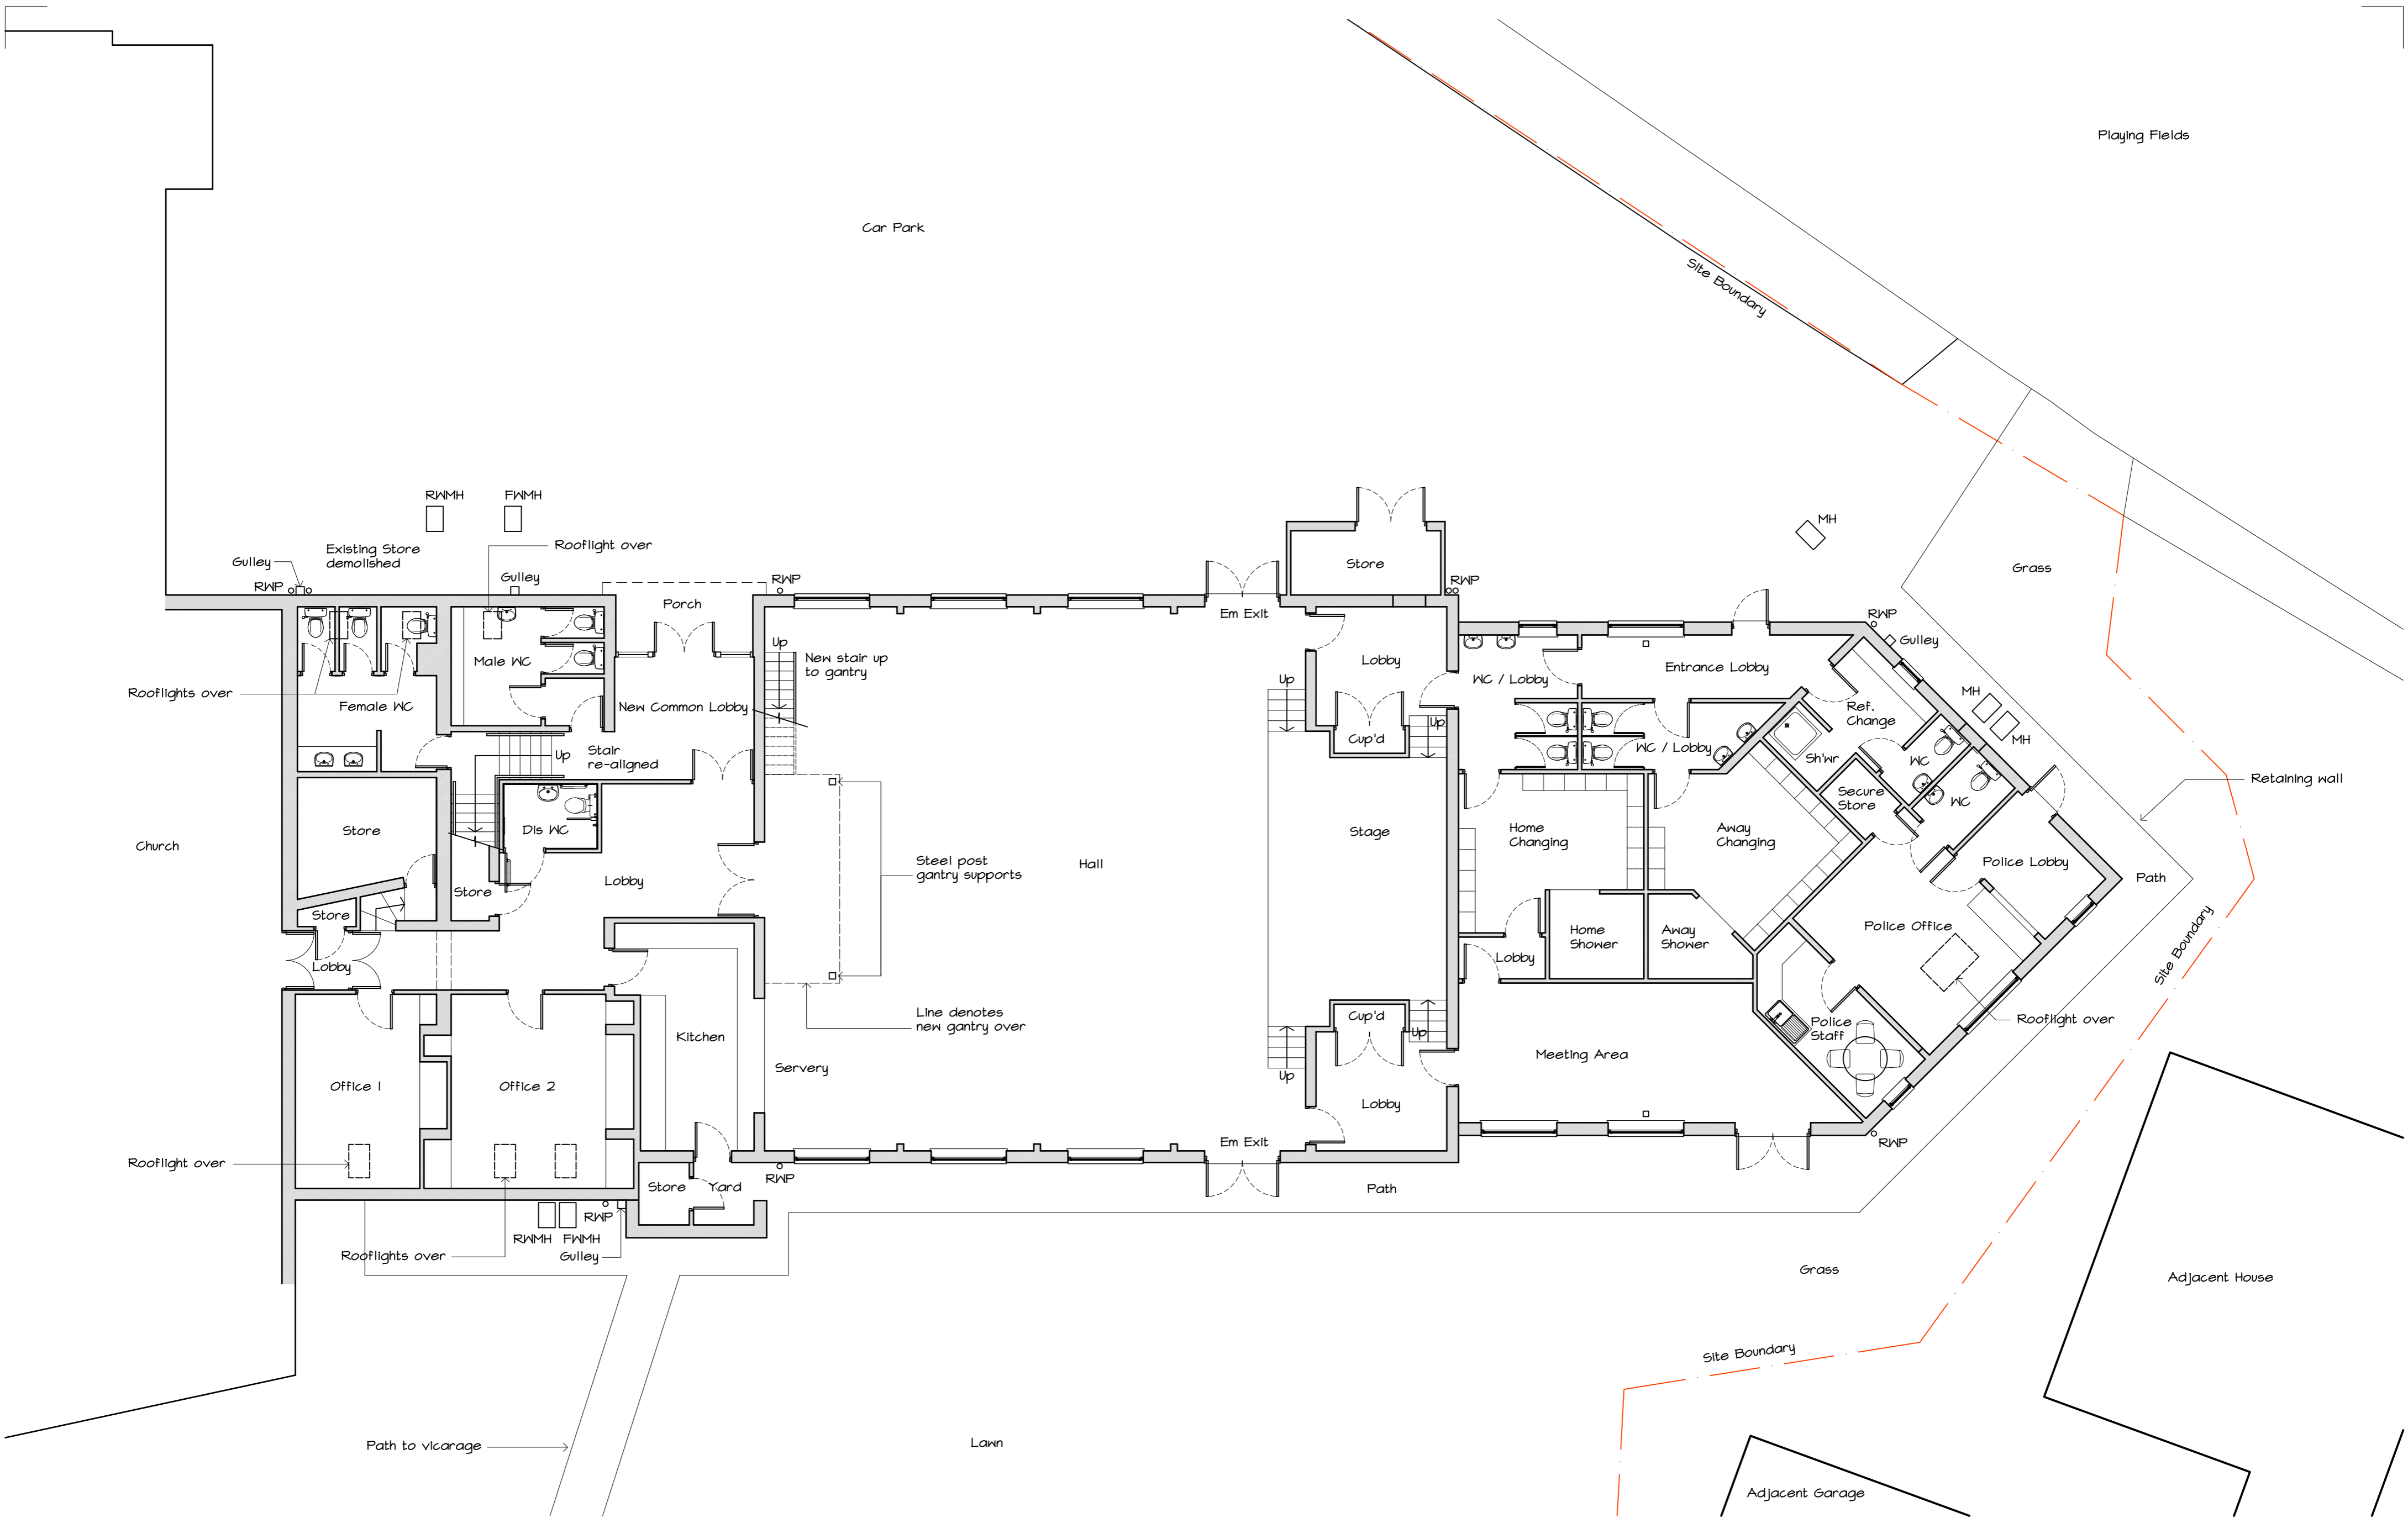 Playing Fields
Car Park
Site Boundary
RWMH
FWMH
MH
Existing Store
demolished
Rooflight over
Gulley
RWP
Gulley
RWP
RWP
Store
Grass
Porch
Em Exit
RWP
Gulley
Male WC
Up
New stair up
to gantry
Lobby
WC / Lobby
Entrance Lobby
Rooflights over
Female WC
New Common Lobby
Up
Up
Cup'd
Ref.
Change
MH
MH
Up
Stair
re-aligned
WC / Lobby
Sh'wr
WC
Retaining wall
Secure
Store
WC
Store
Dis WC
Stage
Home
Changing
Away
Changing
Church
Steel post
gantry supports
Hall
Police Lobby
Path
Lobby
Store
Store
Police Office
Home
Shower
Away
Shower
Site Boundary
Lobby
Lobby
Line denotes
new gantry over
Cup'd
Up
Police
Staff
Rooflight over
Kitchen
Servery
Up
Meeting Area
Office 1
Office 2
Lobby
Em Exit
RWP
Rooflight over
Store
Yard
RWP
Path
RWP
RWMH
FWMH
Gulley
Rooflights over
Grass
Adjacent House
Site Boundary
Path to vicarage
Lawn
Adjacent Garage